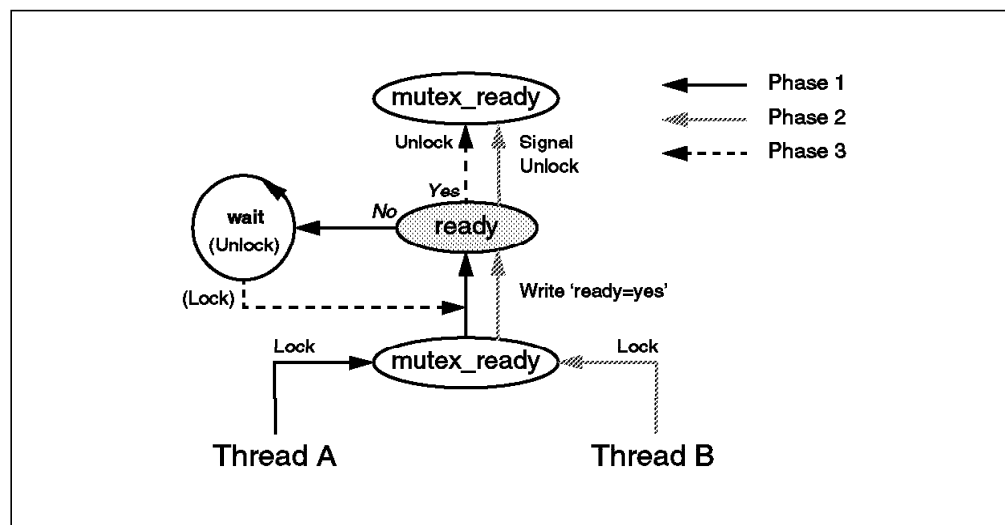 mutex_ready
Phase 1
Phase 2
Phase 3
Unlock
Signal
Unlock
Yes
No
ready
wait
(Unlock)
(Lock)
Write ‘ready=yes’
Lock
mutex_ready
Lock
Thread A
Thread B